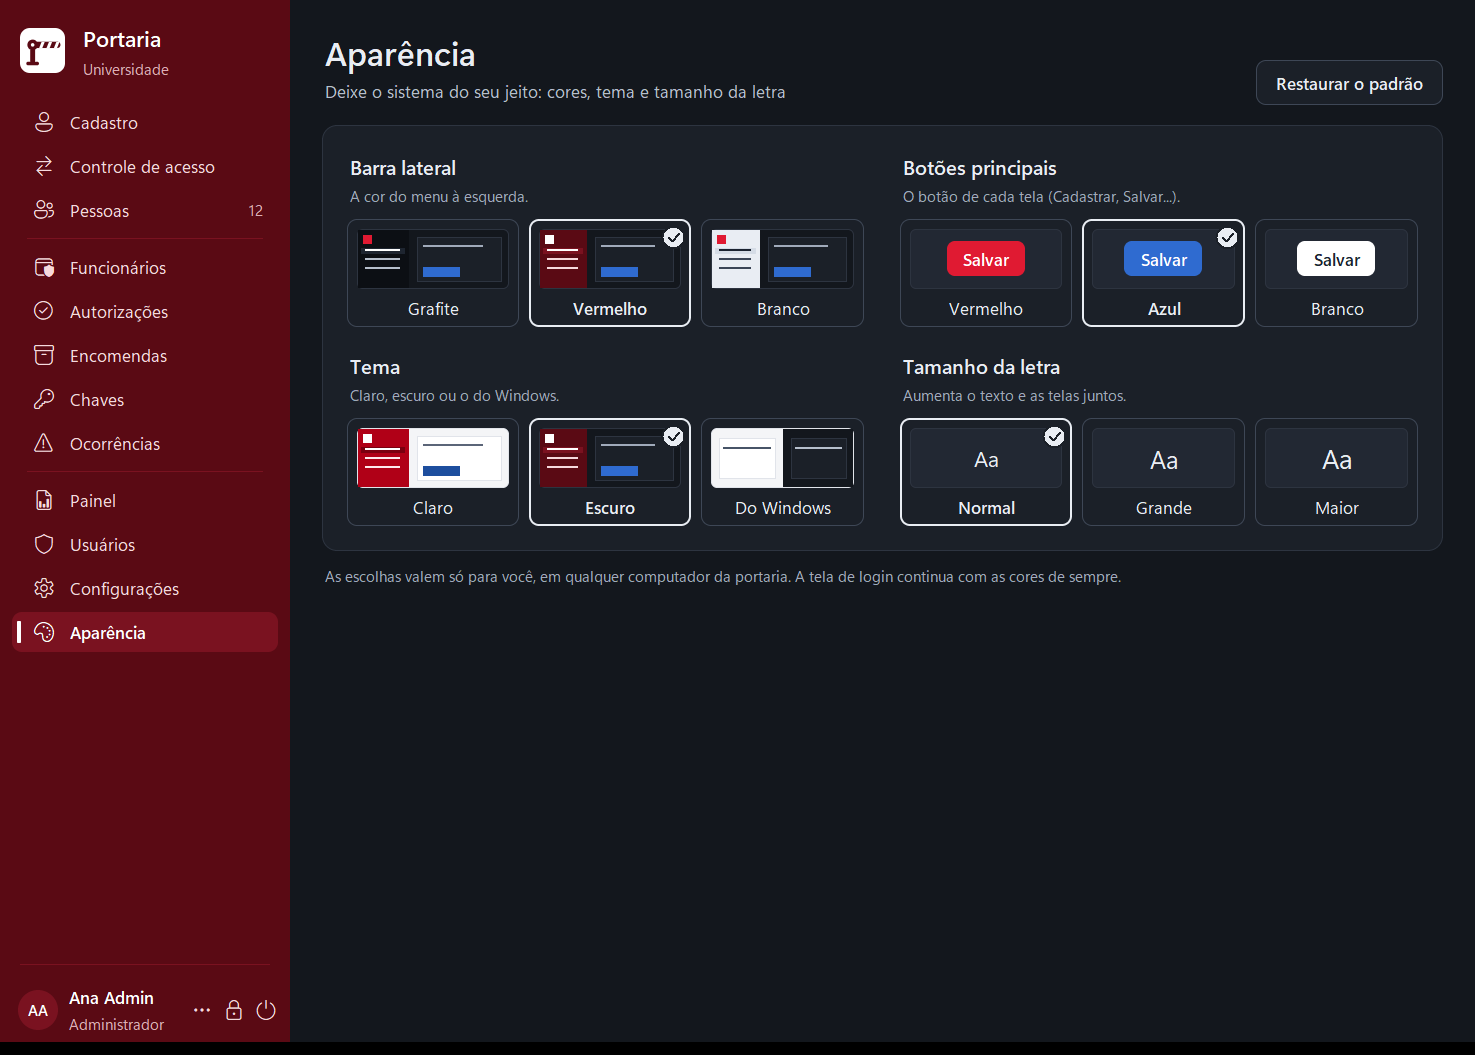 Portaria
Universidade
Cadastro
Controle de acesso
Pessoas 12
Funcionários
Autorizações
Encomendas
Chaves
Ocorrências
Painel
Usuários
Configurações
Aparência
AA
Ana Admin
Administrador
Aparência
Deixe o sistema do seu jeito: cores, tema e tamanho da letra
Restaurar o padrão
Barra lateral
A cor do menu à esquerda.
Grafite
Vermelho
Branco
Botões principais
O botão de cada tela (Cadastrar, Salvar...).
Salvar
Vermelho
Salvar
Azul
Salvar
Branco
Tema
Claro, escuro ou o do Windows.
Claro
Escuro
Do Windows
Tamanho da letra
Aumenta o texto e as telas juntos.
Aa
Normal
Aa
Grande
Aa
Maior
As escolhas valem só para você, em qualquer computador da portaria. A tela de login continua com as cores de sempre.